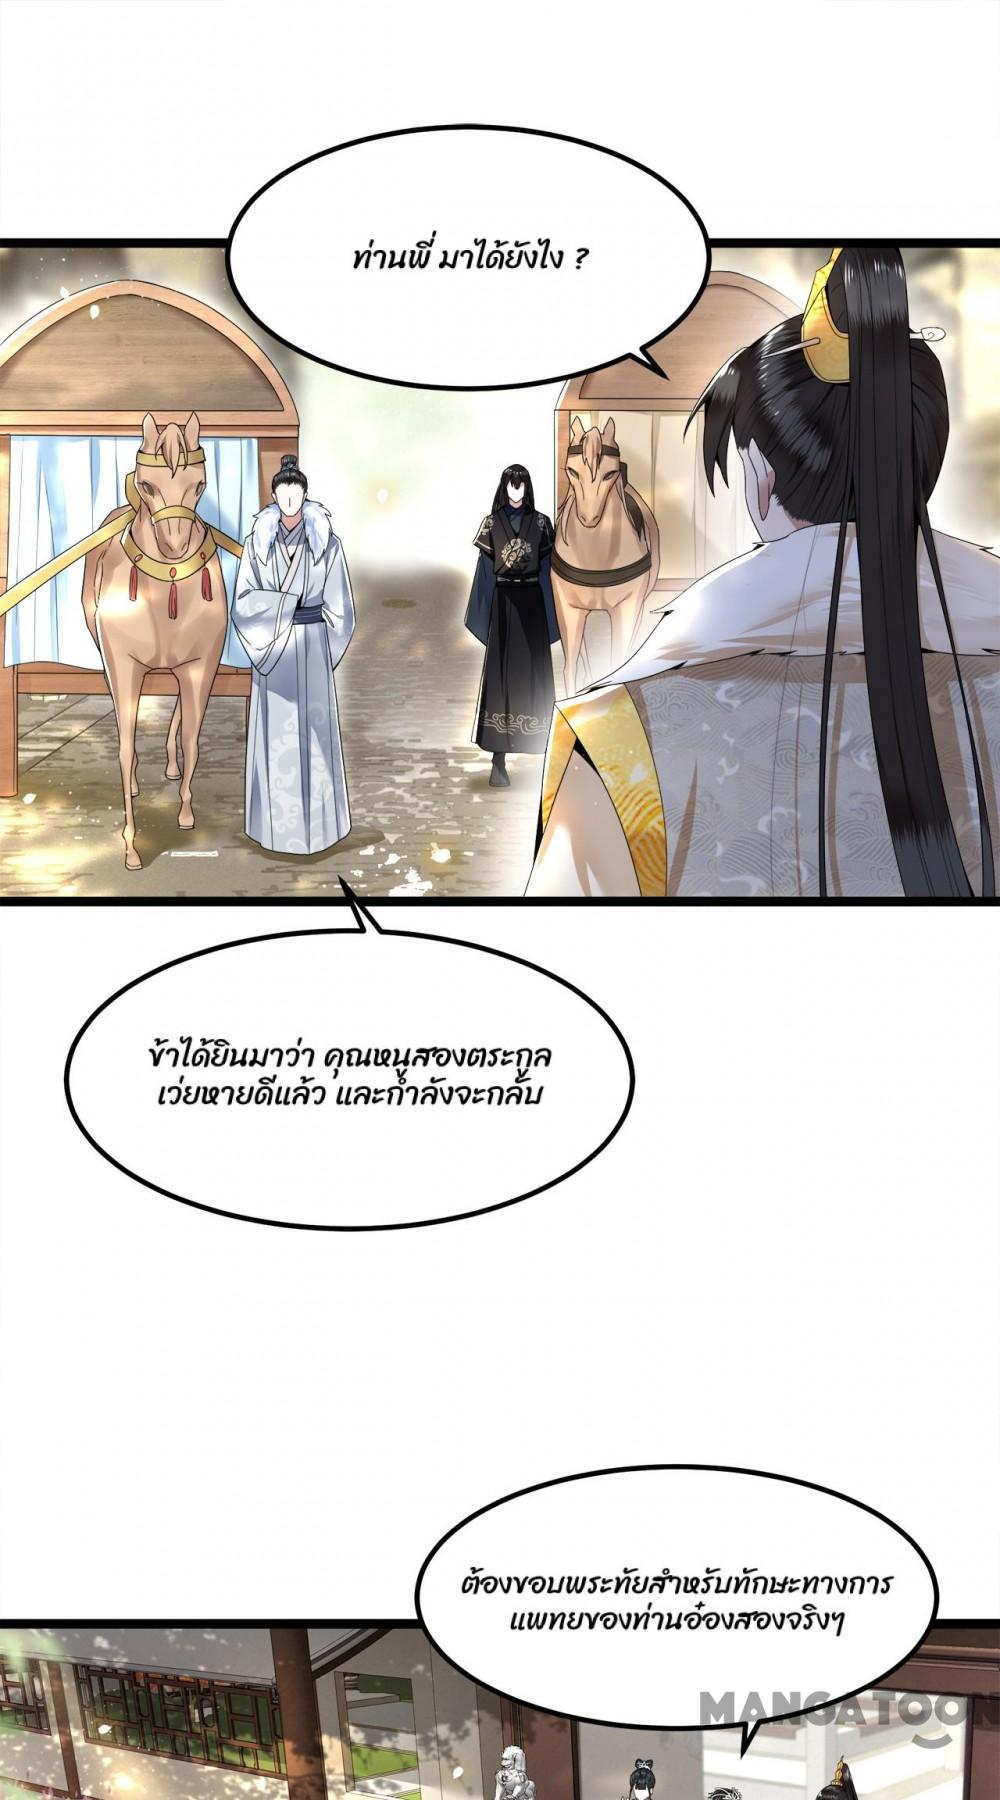 ท่านพี่ มาได้ยังไง ?
ข้าได้ยินมาว่า คุณหนูสองตระกูล
เว่ยหายดีแล้ว และกำลังจะกลับ
ต้องขอบพระทัยสำหรับทักษะทางการ
แพทย์ของท่านอ๋องสองจริงๆ
MANGATOON